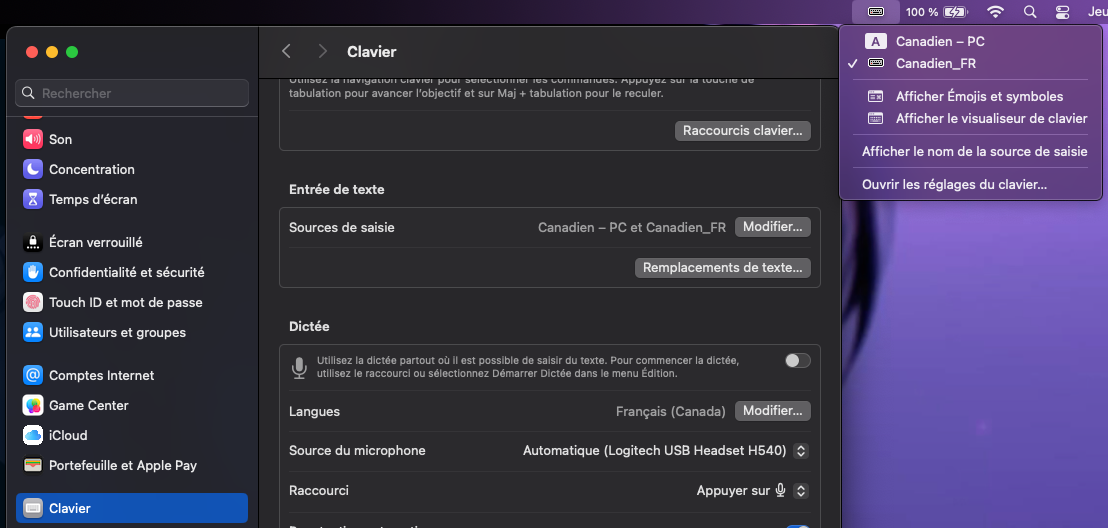 100 %
Jeu
Canadien – PC
Canadien_FR
Afficher Émojis et symboles
Afficher le visualiseur de clavier
Afficher le nom de la source de saisie
Ouvrir les réglages du clavier...
Rechercher
Son
Concentration
Temps d'écran
Écran verrouillé
Confidentialité et sécurité
Touch ID et mot de passe
Utilisateurs et groupes
Comptes Internet
Game Center
iCloud
Portefeuille et Apple Pay
Clavier
Clavier
Utilisez la navigation clavier pour sélectionner les commandes. Appuyez sur la touche de
tabulation pour avancer l'objectif et sur Maj + tabulation pour le reculer.
Raccourcis clavier...
Entrée de texte
Sources de saisie
Canadien – PC et Canadien_FR
Modifier...
Remplacements de texte...
Dictée
Utilisez la dictée partout où il est possible de saisir du texte. Pour commencer la dictée,
utilisez le raccourci ou sélectionnez Démarrer Dictée dans le menu Édition.
Langues
Français (Canada)
Modifier...
Source du microphone
Automatique (Logitech USB Headset H540)
Raccourci
Appuyer sur